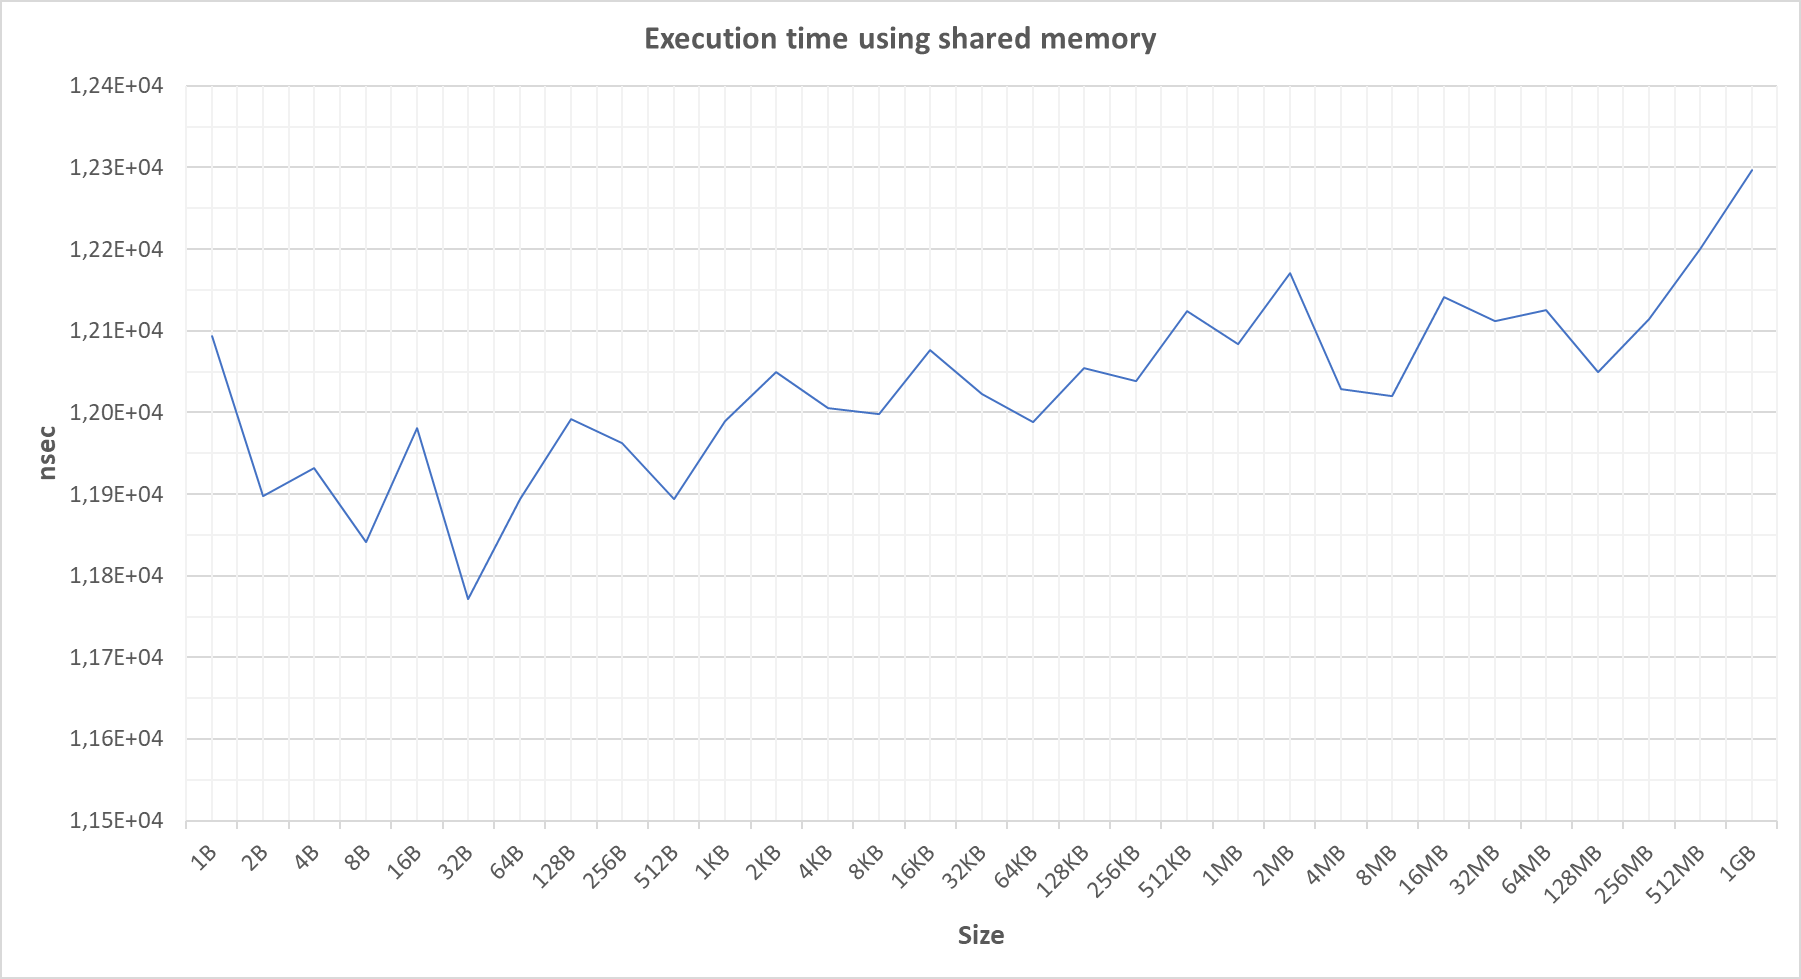 Execution time using shared memory
1,24E+04
1,23E+04
1,22E+04
1,21E+04
1,20E+04
1,19E+04
1,18E+04
1,17E+04
1,16E+04
1,15E+04
nsec
1B 2B 4B 8B 16B 32B 64B 128B 256B 512B 1KB 2KB 4KB 8KB 16KB 32KB 64KB 128KB 256KB 512KB 1MB 2MB 4MB 8MB 16MB 32MB 64MB 128MB 256MB 512MB 1GB
Size